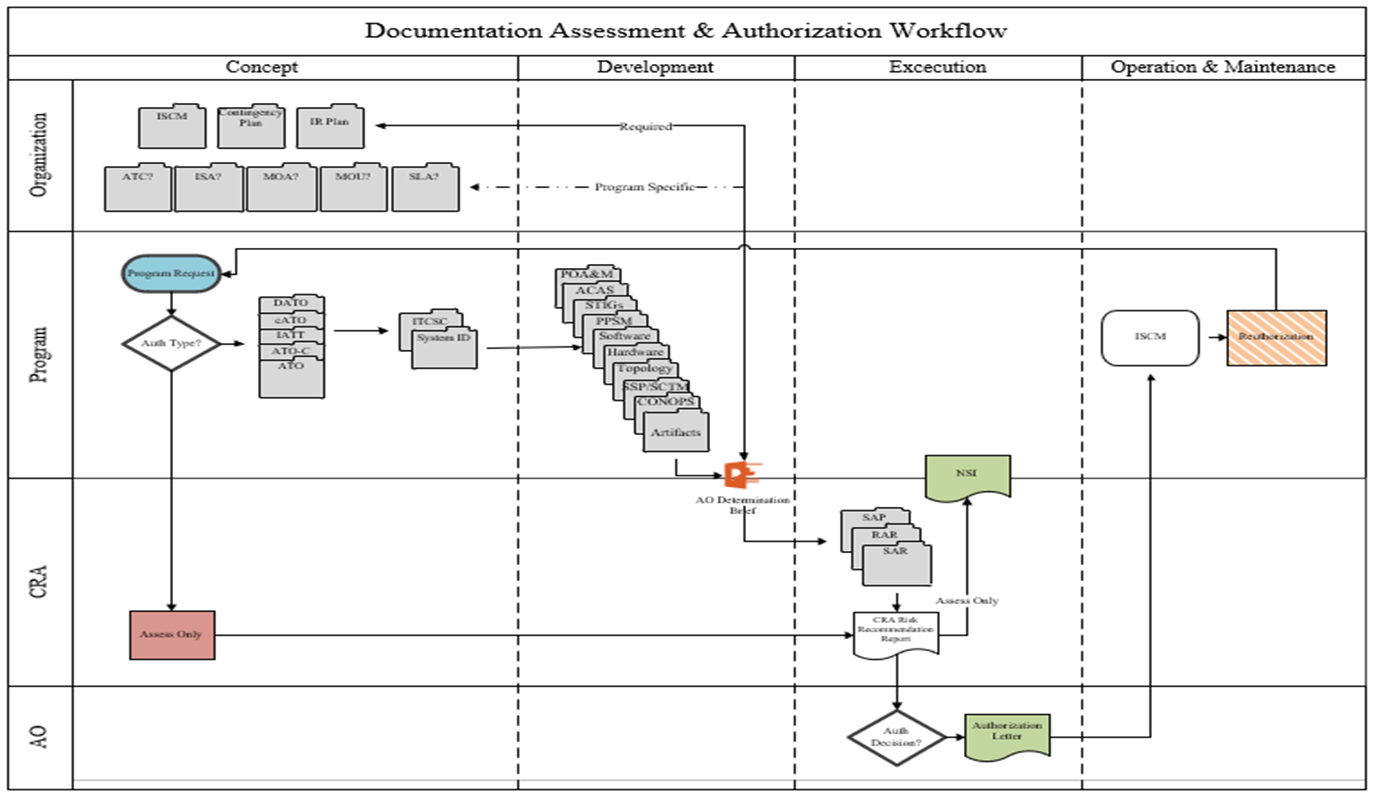 Documentation Assessment & Authorization Workflow
Concept
Development
Excecution
Operation & Maintenance
Organization
ISCM
Contingency
Plan
IR Plan
Required
ATC?
ISA?
MOA?
MOU?
SLA?
Program Specific
Program
Program Request
Auth Type?
DATO
cATO
IATT
ATO-C
ATO
ITCSC
System ID
POA&M
ACAS
STIGs
PPSM
Software
Hardware
Topology
SSP/SCTM
CONOPS
Artifacts
ISCM
Reuthorization
NSI
AO Determination
Brief
CRA
SAP
RAR
SAR
Assess Only
Assess Only
CRA Risk
Recommendation
Report
AO
Auth
Decision?
Authorization
Letter